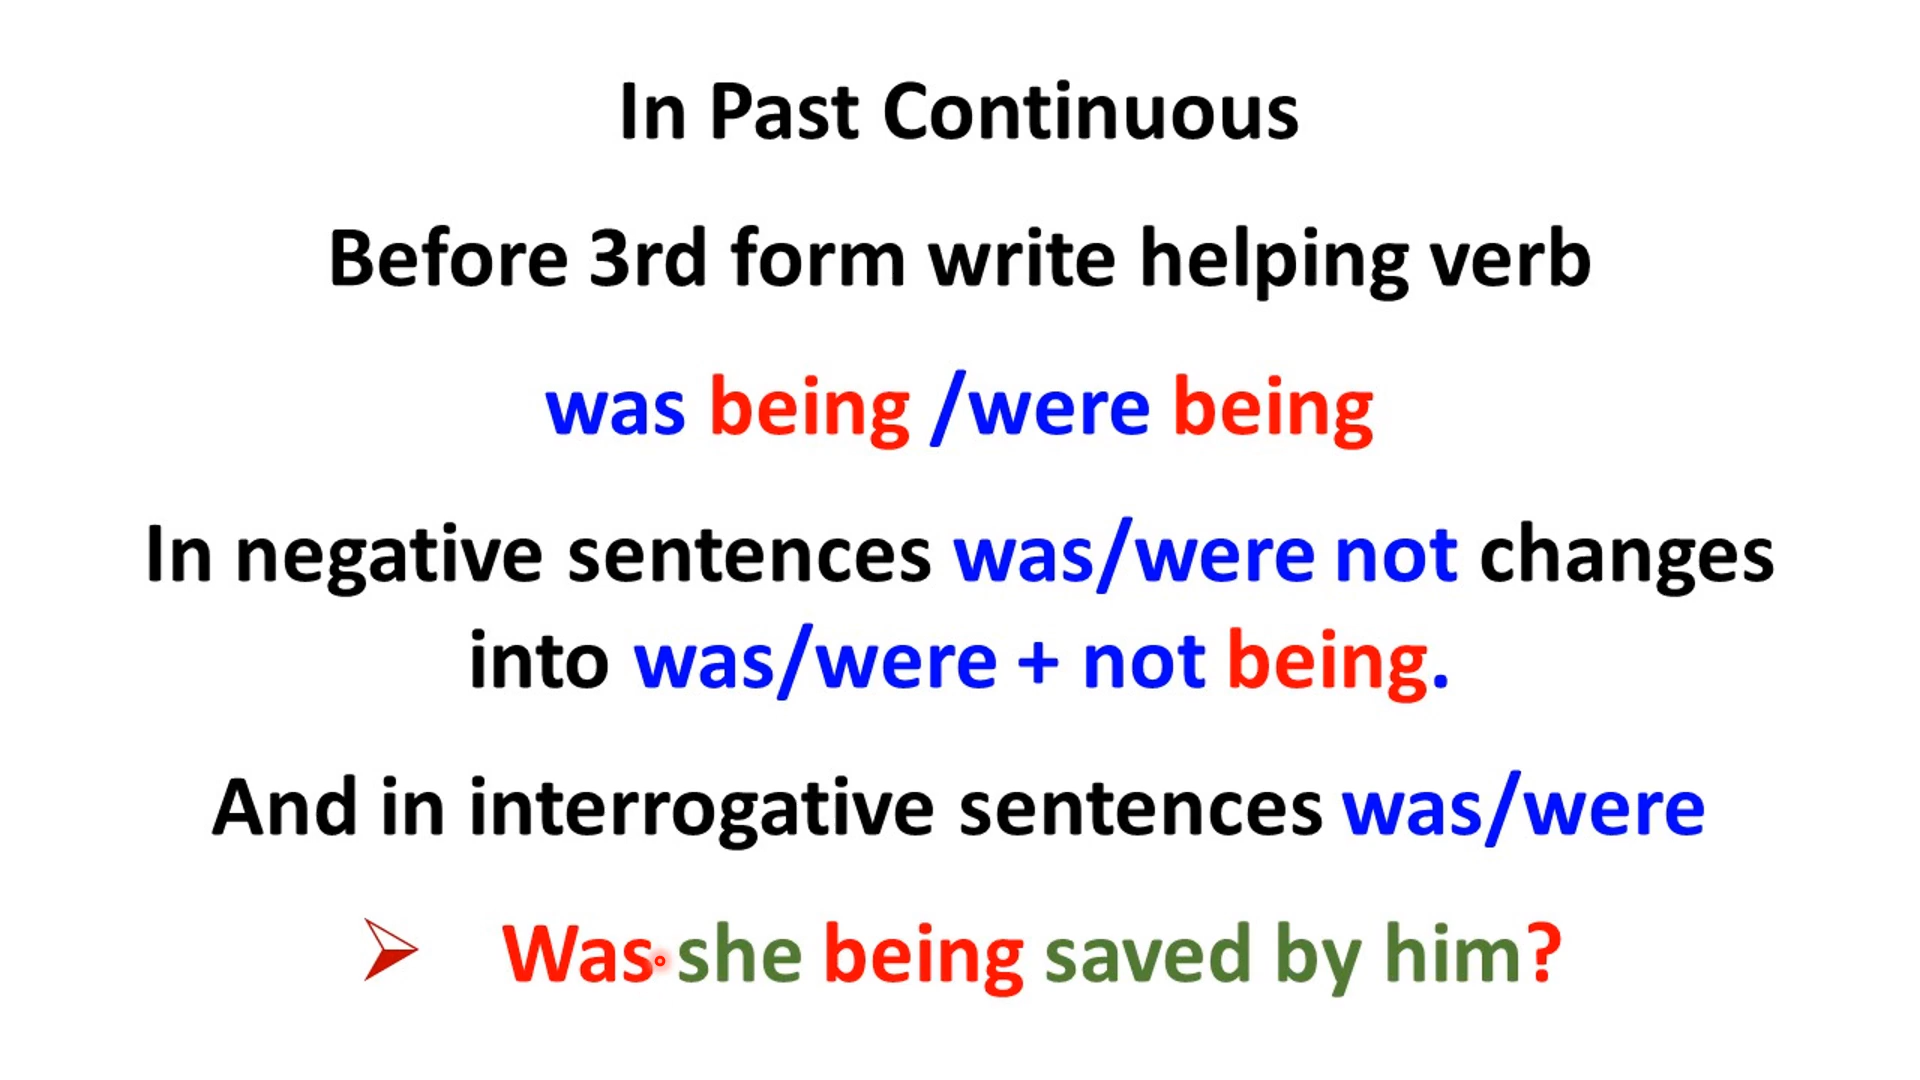 In Past Continuous
Before 3rd form write helping verb
was being /were being
In negative sentences was/were not changes
into was/were + not being.
And in interrogative sentences was/were
Was she being saved by him?